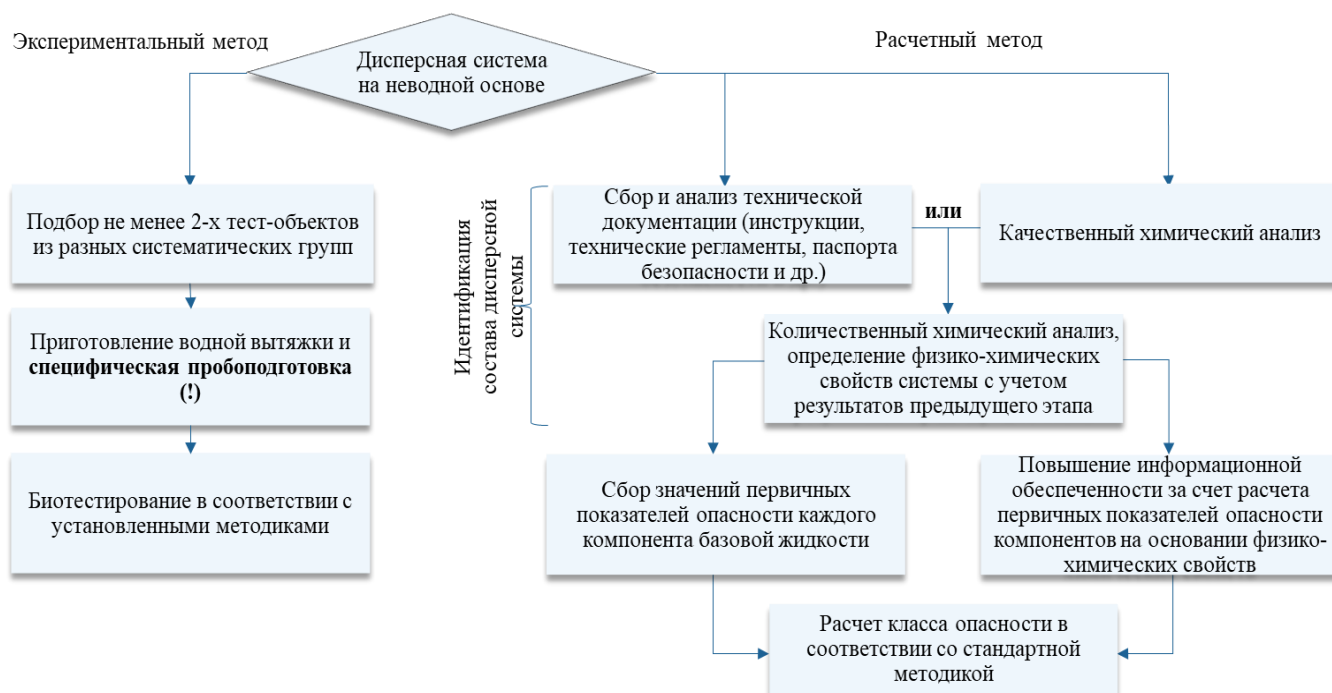 Экспериментальный метод
Расчетный метод
Дисперсная система
на неводной основе
Подбор не менее 2-х тест-объектов
из разных систематических групп
Приготовление водной вытяжки и
специфическая пробоподготовка
(!)
Биотестирование в соответствии с
установленными методиками
Идентификация
состава дисперсной
системы
Сбор и анализ технической
документации (инструкции,
технические регламенты, паспорта
безопасности и др.)
или
Качественный химический анализ
Количественный химический анализ,
определение физико-химических
свойств системы с учетом
результатов предыдущего этапа
Сбор значений первичных
показателей опасности каждого
компонента базовой жидкости
Повышение информационной
обеспеченности за счет расчета
первичных показателей опасности
компонентов на основании физико-
химических свойств
Расчет класса опасности в
соответствии со стандартной
методикой